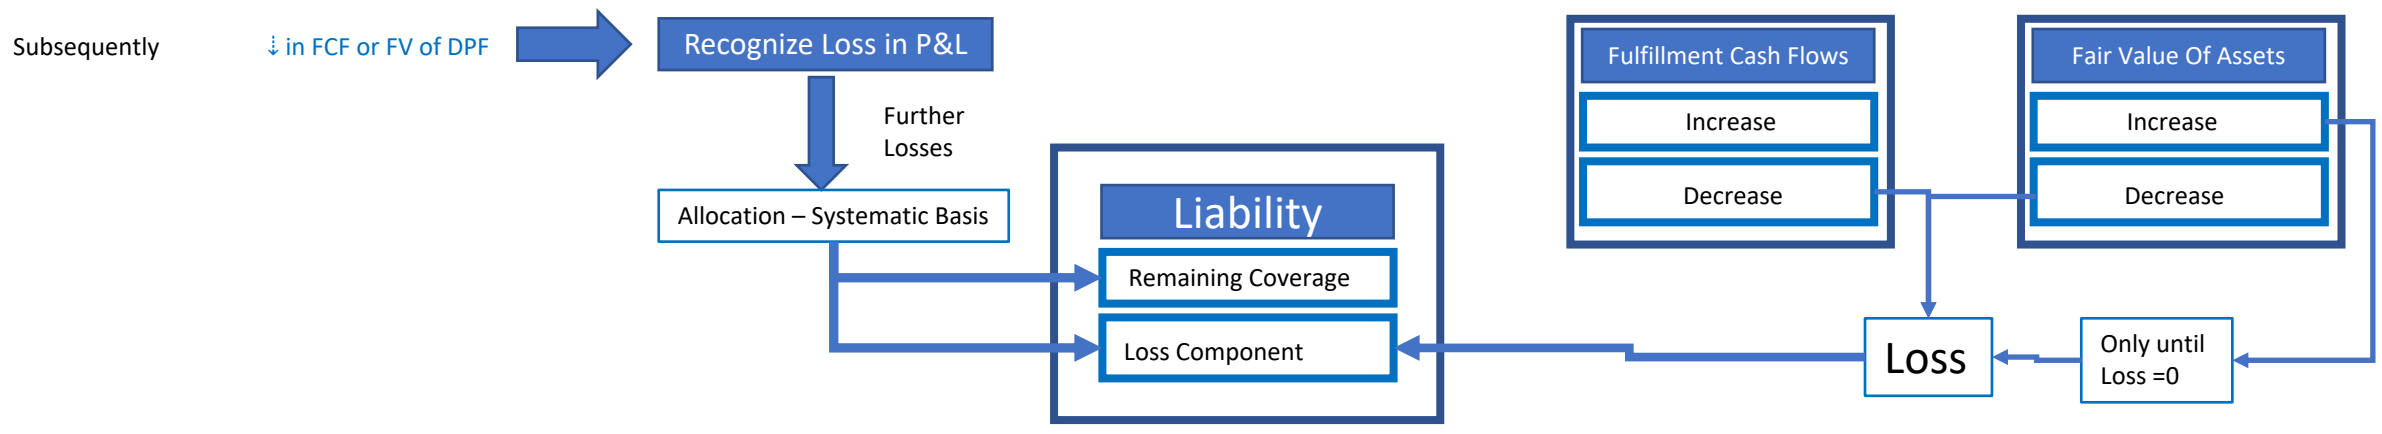 Subsequently
⇣ in FCF or FV of DPF
Recognize Loss in P&L
Further
Losses
Allocation – Systematic Basis
Liability
Remaining Coverage
Loss Component
Fulfillment Cash Flows
Increase
Decrease
Fair Value Of Assets
Increase
Decrease
Loss
Only until
Loss =0